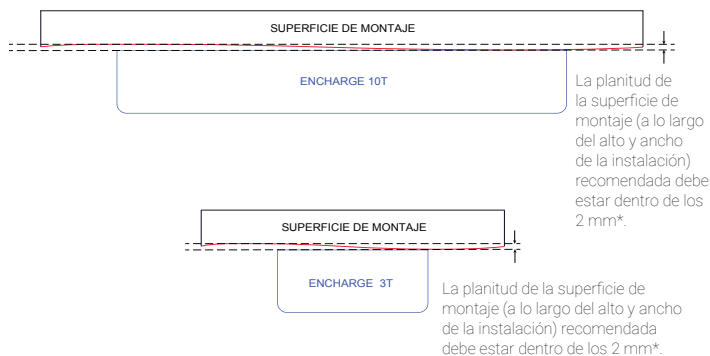 SUPERFICIE DE MONTAJE
ENCHARGE 10T
La planitud de
la superficie de
montaje (a lo largo
del alto y ancho
de la instalación)
recomendada debe
estar dentro de los
2 mm*.
SUPERFICIE DE MONTAJE
ENCHARGE 3T
La planitud de la superficie de
montaje (a lo largo del alto y ancho
de la instalación) recomendada
debe estar dentro de los 2 mm*.